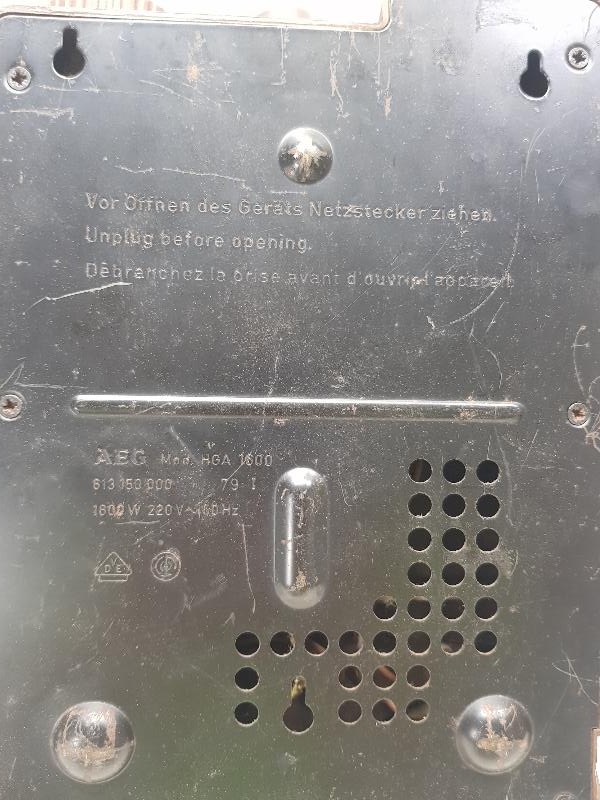 Vor Öffnen des Geräts Netzstecker ziehen.
Unplug before opening.
Débranchez la prise avant d'ouvrir l'appareil.
AEG Mod. HGA 1600
613 150 000 79 I
1600 W 220 V~ 50 Hz
D E